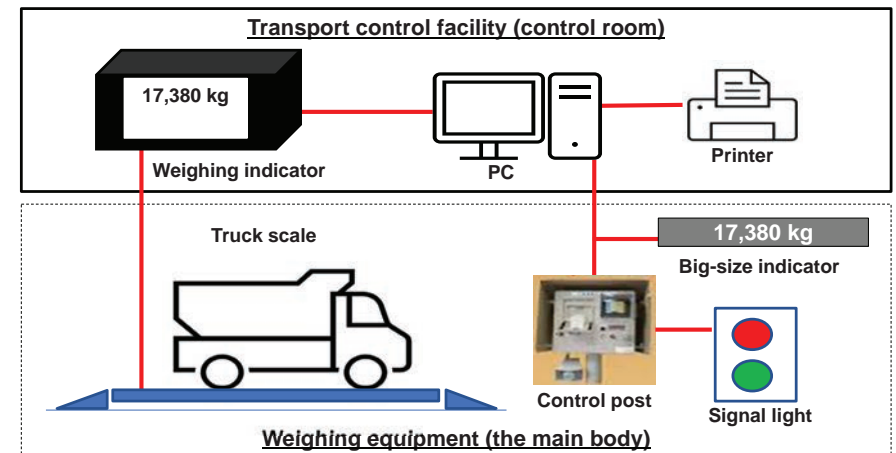 Transport control facility (control room)
17,380 kg
Weighing indicator
PC
Printer
Truck scale
17,380 kg
Big-size indicator
Control post
Signal light
Weighing equipment (the main body)